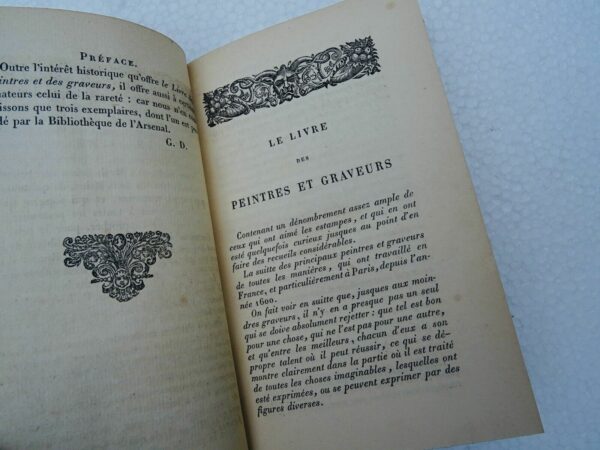 PRÉFACE.
Outre l'intérêt historique qu'offre le Livre
intres et des graveurs, il offre aussi à
mateurs celui de la rareté : car nous n'en
issons que trois exemplaires, dont l'un est
dé par la Bibliothèque de l'Arsenal.
G. D.
LE LIVRE
DES
PEINTRES ET GRAVEURS
Contenant un dénombrement assez ample de
ceux qui ont aimé les estampes, et qui en ont
esté quelquefois curieux jusques au point d'en
faire des recueils considérables.
La suitte des principaux peintres et graveurs
de toutes les manières, qui ont travaillé en
France, et particulièrement à Paris, depuis l'an-
née 1600.
On fait voir en suitte que, jusques aux moin-
dres graveurs, il n'y en a presque pas un seul
qui se doive absolument rejetter : que tel est bon
pour une chose, qui ne l'est pas pour une autre,
et qu'entre les meilleurs, chacun d'eux a son
propre talent où il peut réussir, ce qui se dé-
montre clairement dans la partie où il est traité
de toutes les choses imaginables, lesquelles ont
esté exprimées, ou se peuvent exprimer par des
figures diverses.